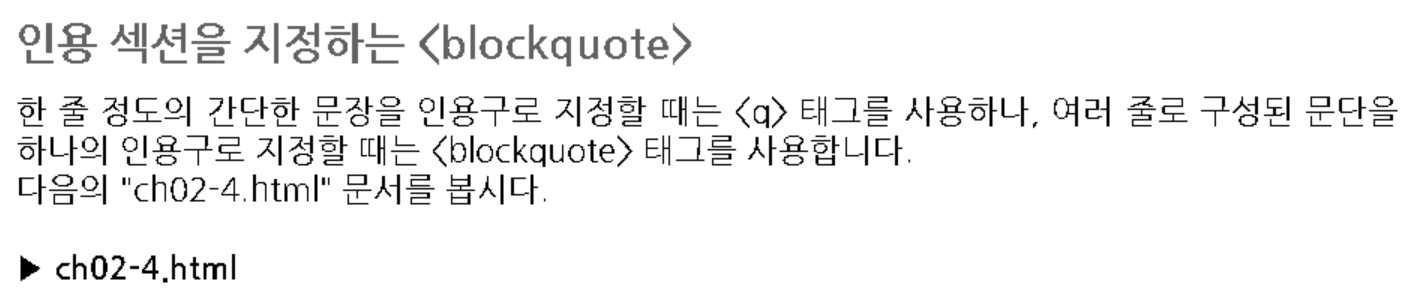 인용 섹션을 지정하는 <blockquote>
한 줄 정도의 간단한 문장을 인용구로 지정할 때는 <q> 태그를 사용하나, 여러 줄로 구성된 문단을
하나의 인용구로 지정할 때는 <blockquote> 태그를 사용합니다.
다음의 "ch02-4.html" 문서를 봅시다.
▶ ch02-4.html